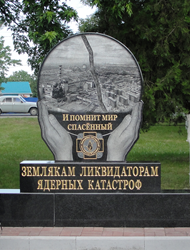 И ПОМНИТ МИР
СПАСЁННЫЙ
ЗЕМЛЯКАМ ЛИКВИДАТОРАМ
ЯДЕРНЫХ КАТАСТРОФ